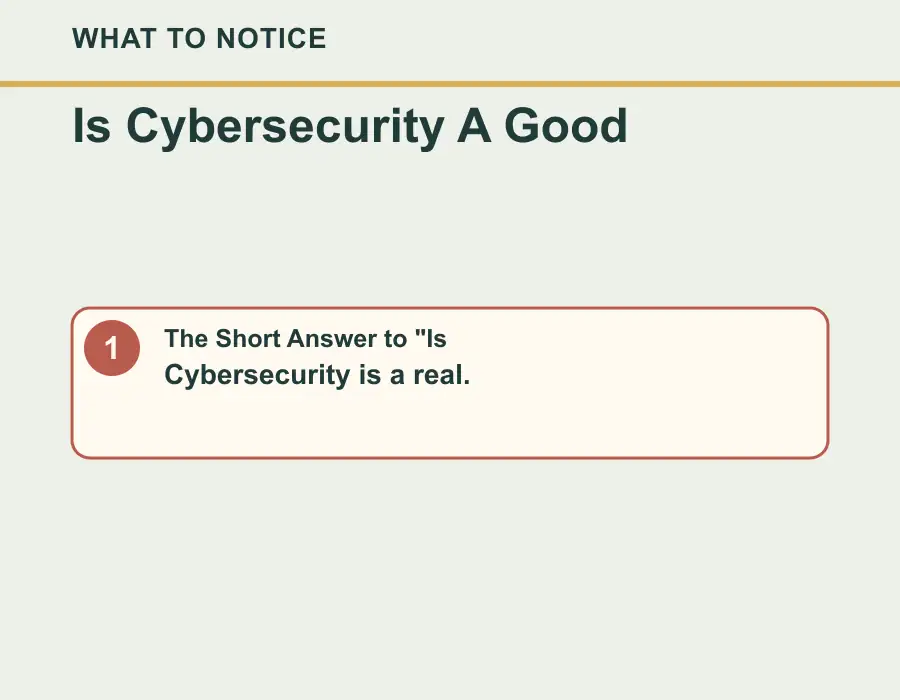 WHAT TO NOTICE
Is Cybersecurity A Good
1
The Short Answer to "Is
Cybersecurity is a real.